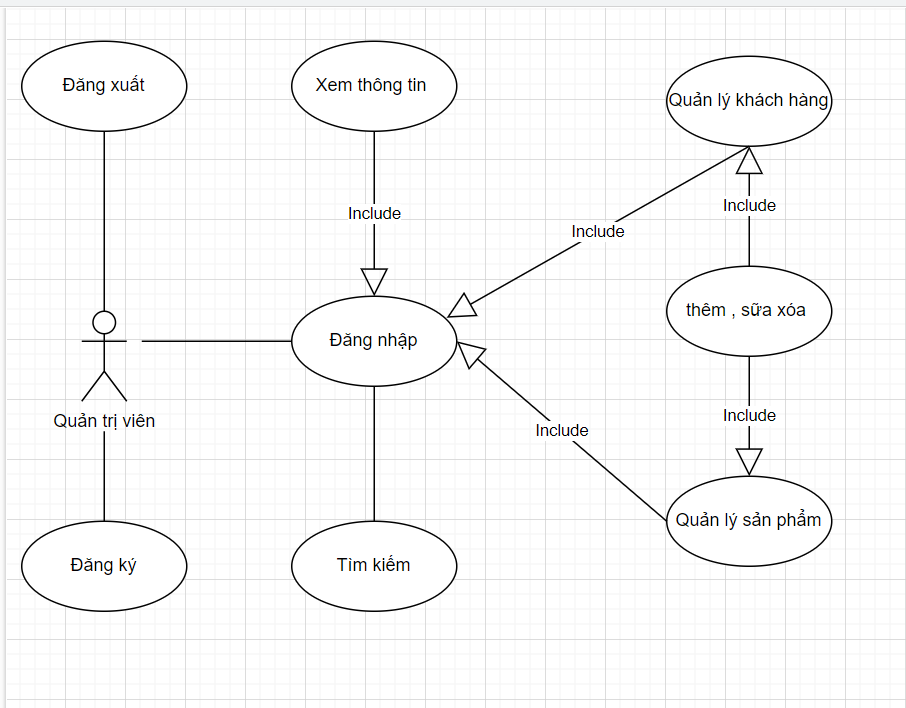 Đăng xuất
Xem thông tin
Quản lý khách hàng
Include
Include
Include
thêm , sữa xóa
Đăng nhập
Quản trị viên
Include
Include
Quản lý sản phẩm
Đăng ký
Tìm kiếm